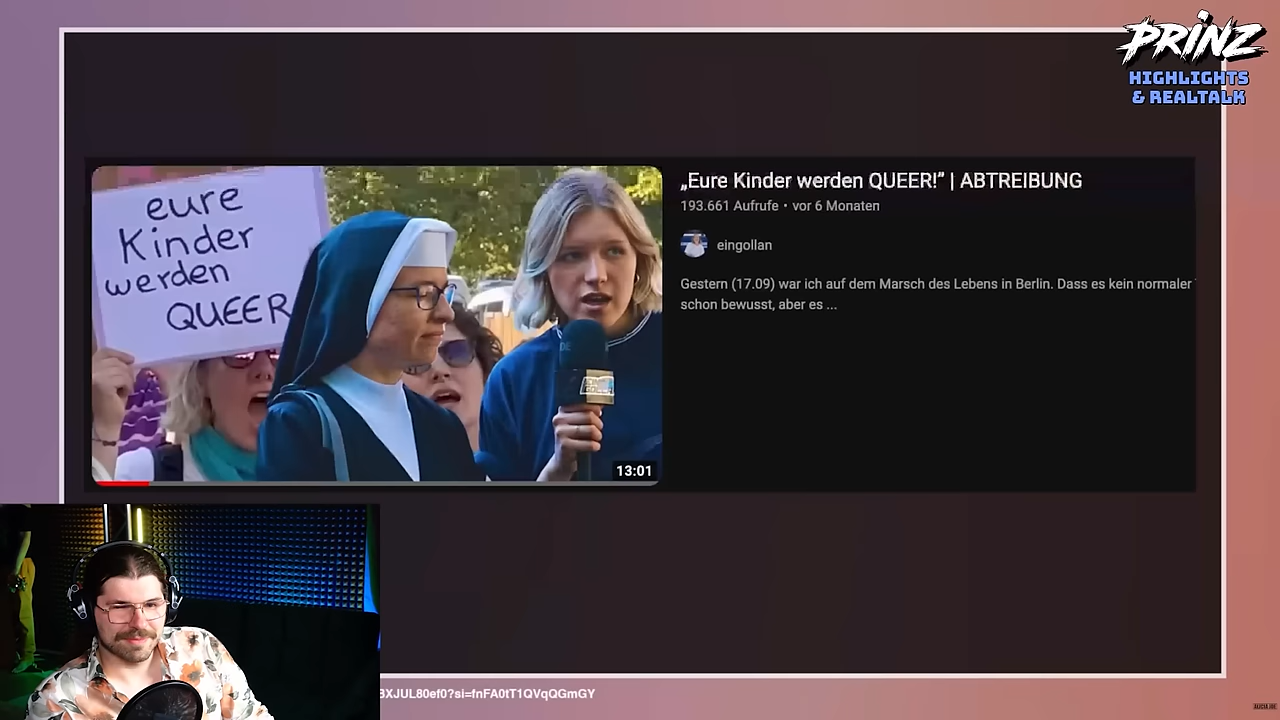 PRINZ
HIGHLIGHTS
& REALTALK
eure
Kinder
werden
QUEER
13:01
„Eure Kinder werden QUEER!” | ABTREIBUNG
193.661 Aufrufe • vor 6 Monaten
eingollan
Gestern (17.09) war ich auf dem Marsch des Lebens in Berlin. Dass es kein normaler
schon bewusst, aber es ...
XJUL80ef0?si=fnFA0tT1QVqQGmGY